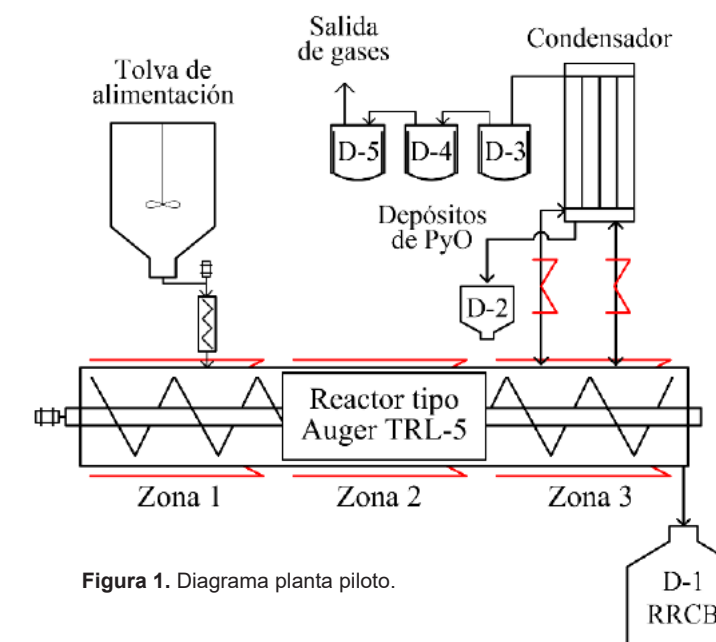 Salida
de gases
Condensador
Tolva de
alimentación
D-5
D-4
D-3
Depósitos
de PyO
D-2
Reactor tipo
Auger TRL-5
Zona 1
Zona 2
Zona 3
Figura 1. Diagrama planta piloto.
D-1
RRCB